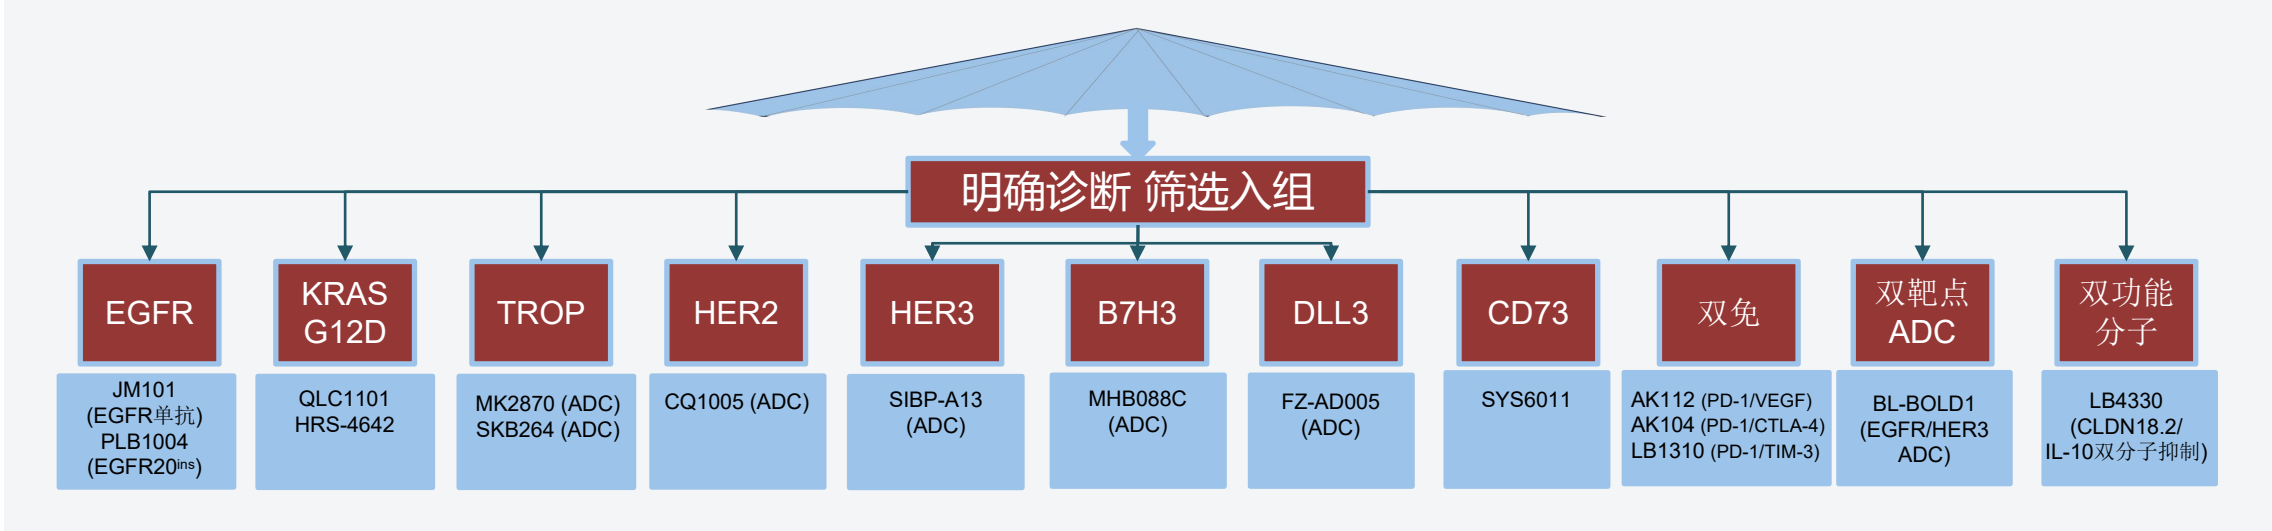 明确诊断 筛选入组
EGFR
KRAS
G12D
TROP
HER2
HER3
B7H3
DLL3
CD73
双免
双靶点
ADC
双功能
分子
JM101
(EGFR单抗)
PLB1004
(EGFR20ins)
QLC1101
HRS-4642
MK2870 (ADC)
SKB264 (ADC)
CQ1005 (ADC)
SIBP-A13
(ADC)
MHB088C
(ADC)
FZ-AD005
(ADC)
SYS6011
AK112 (PD-1/VEGF)
AK104 (PD-1/CTLA-4)
LB1310 (PD-1/TIM-3)
BL-BOLD1
(EGFR/HER3
ADC)
LB4330
(CLDN18.2/
IL-10双分子抑制)